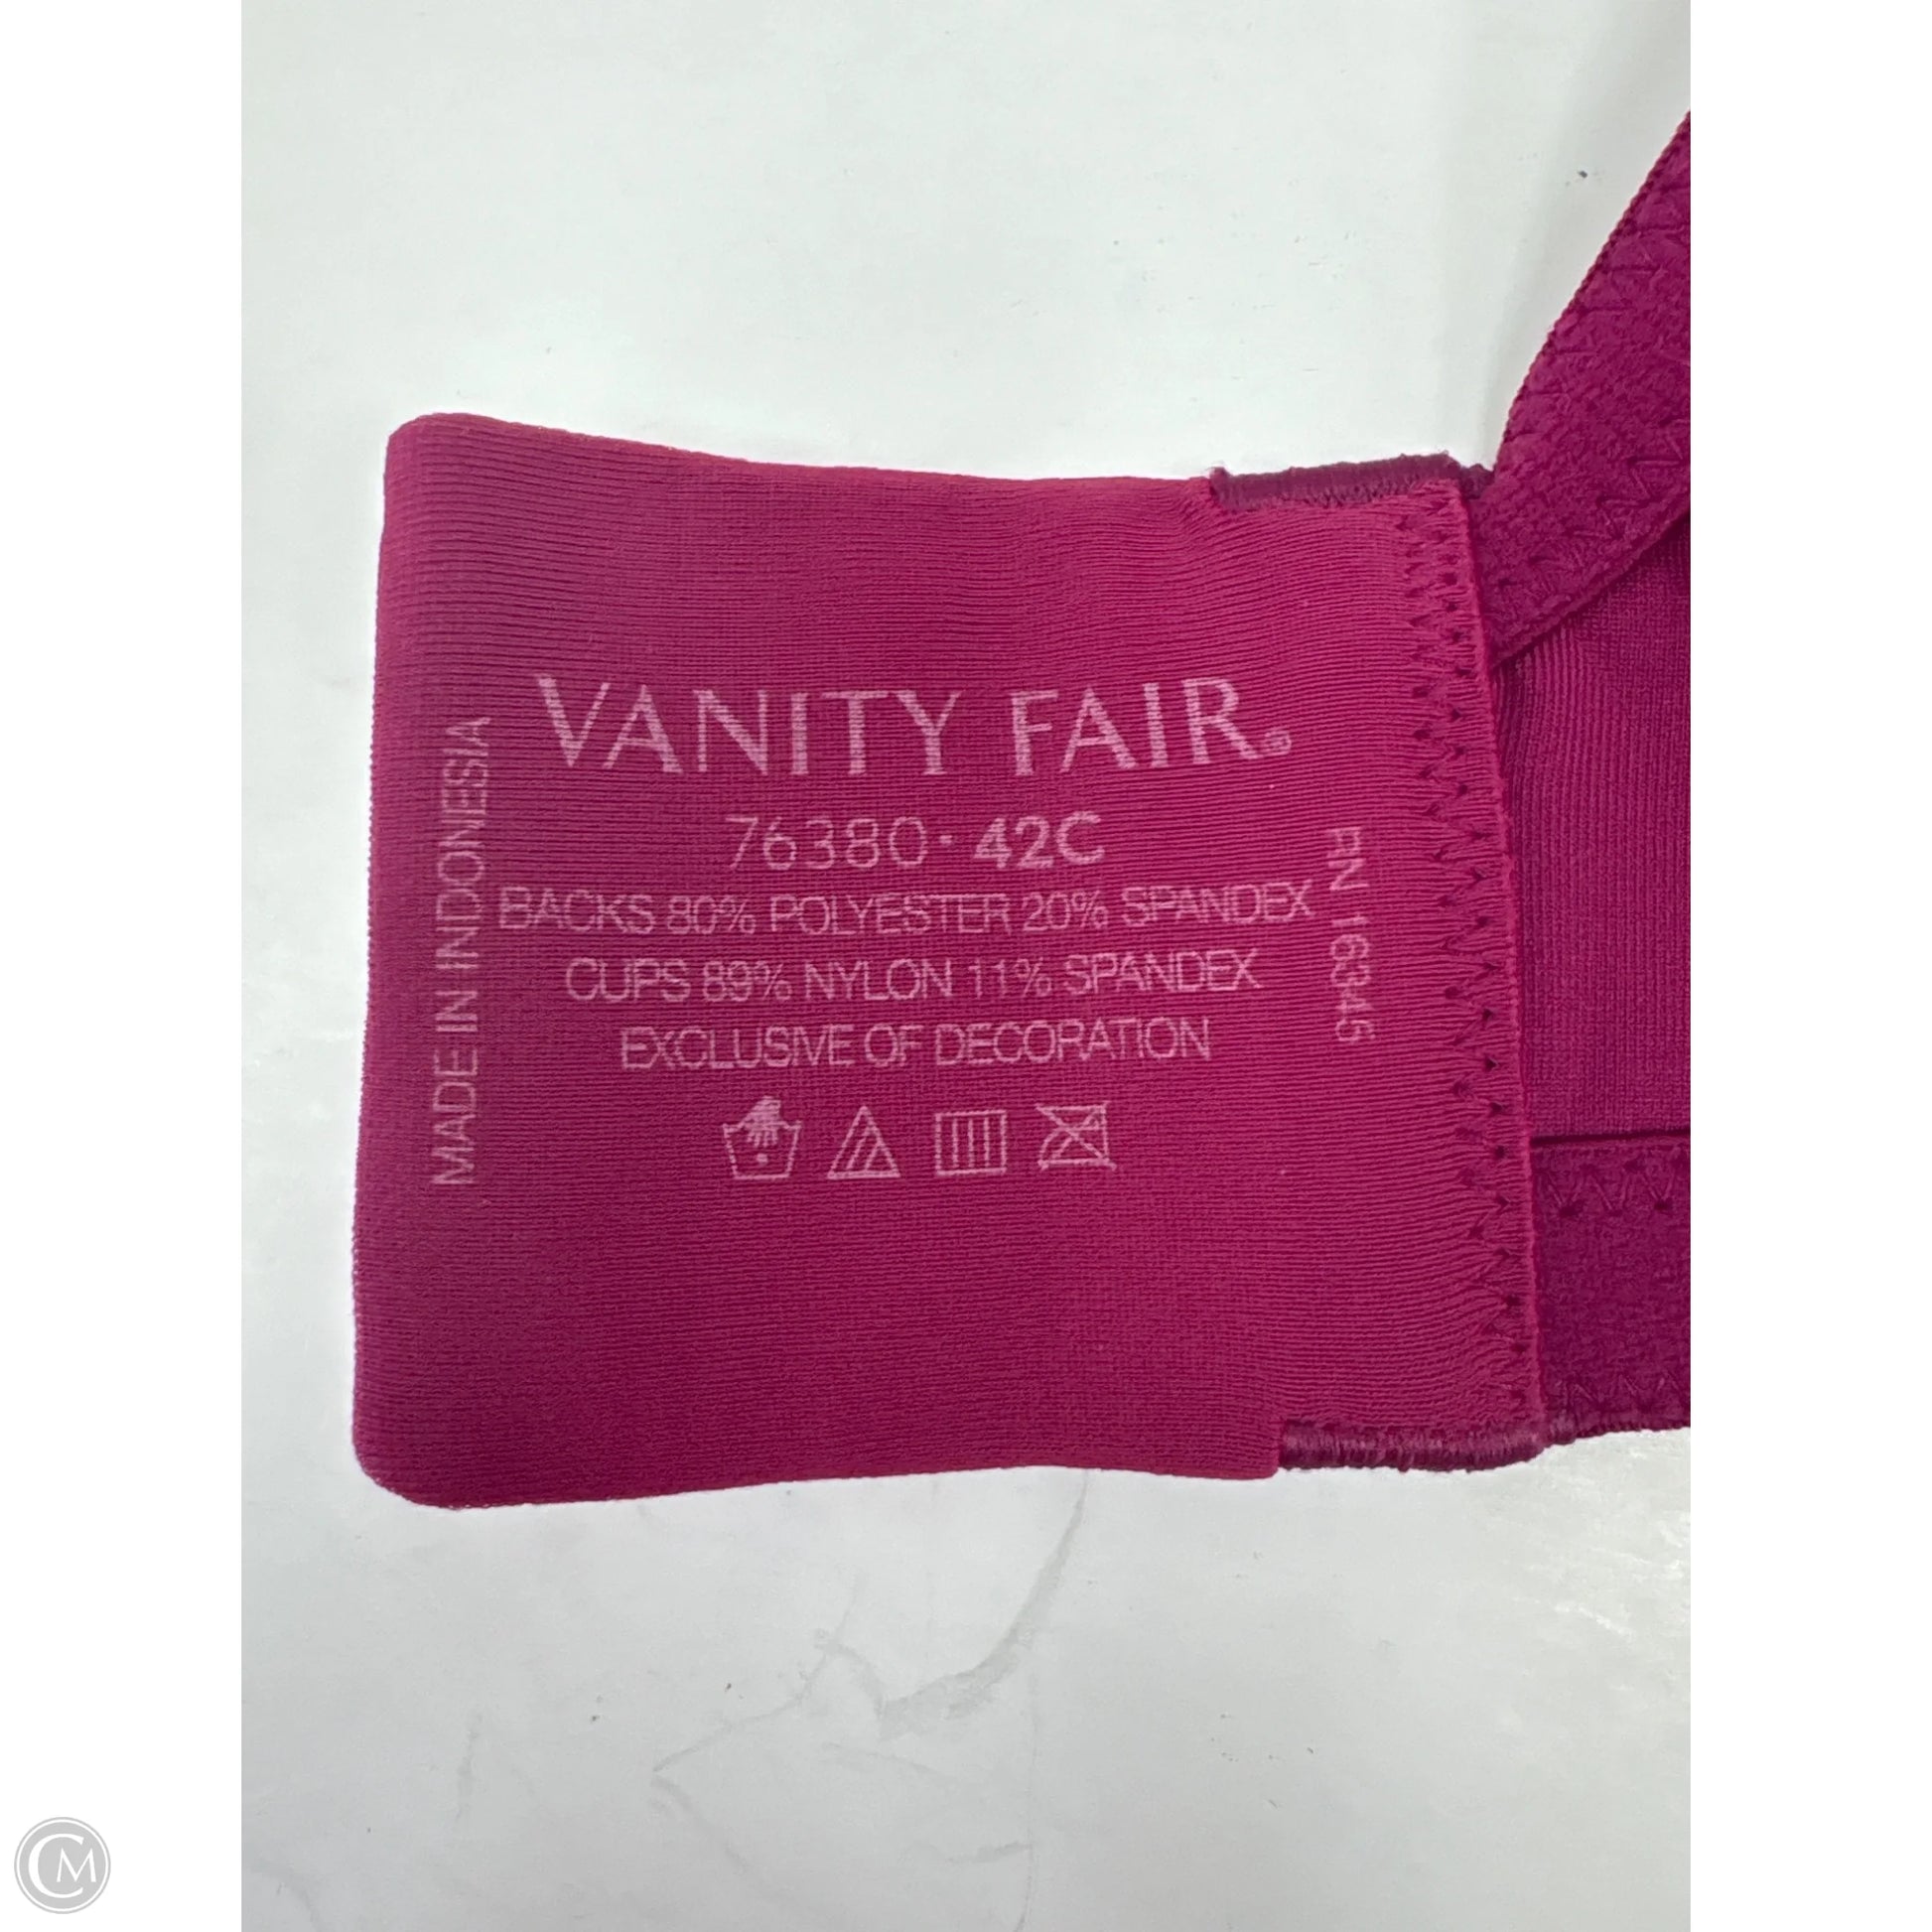 VANITY FAIR®
76380 · 42C
BACKS 80% POLYESTER 20% SPANDEX
CUPS 89% NYLON 11% SPANDEX
EXCLUSIVE OF DECORATION
MADE IN INDONESIA
RN 16345
CM